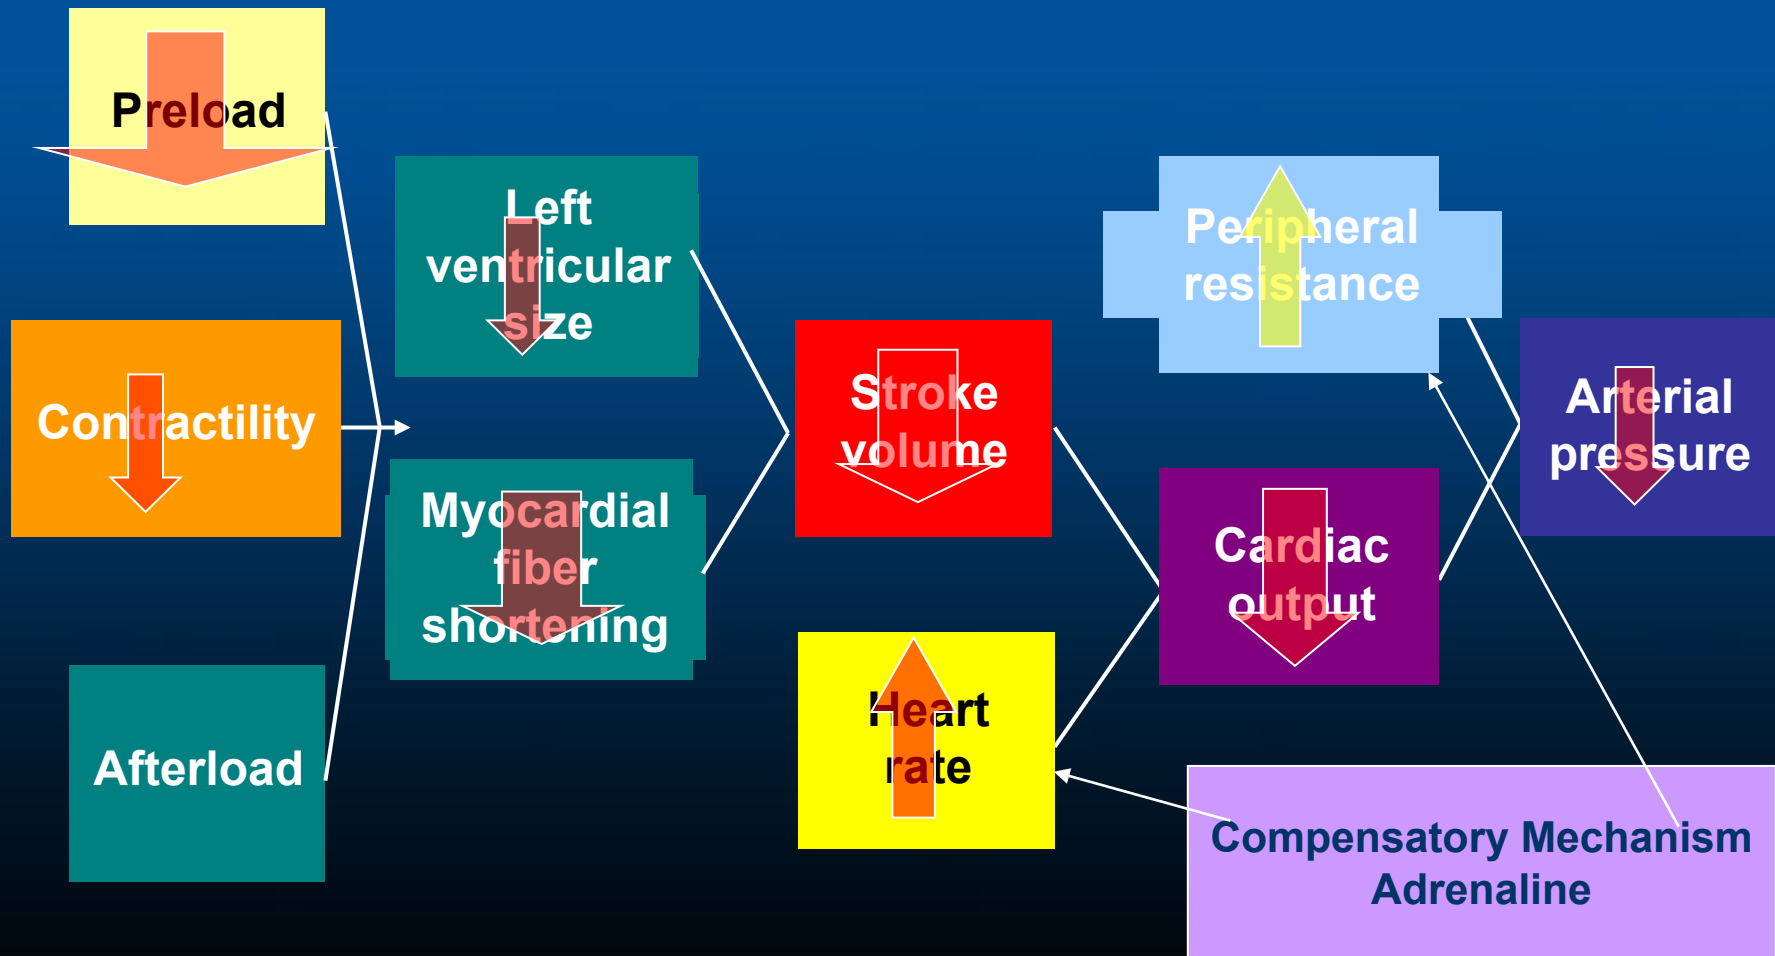 Preload
Contractility
Afterload
Left
ventricular
size
Myocardial
fiber
shortening
Stroke
volume
Heart
rate
Peripheral
resistance
Cardiac
output
Arterial
pressure
Compensatory Mechanism
Adrenaline